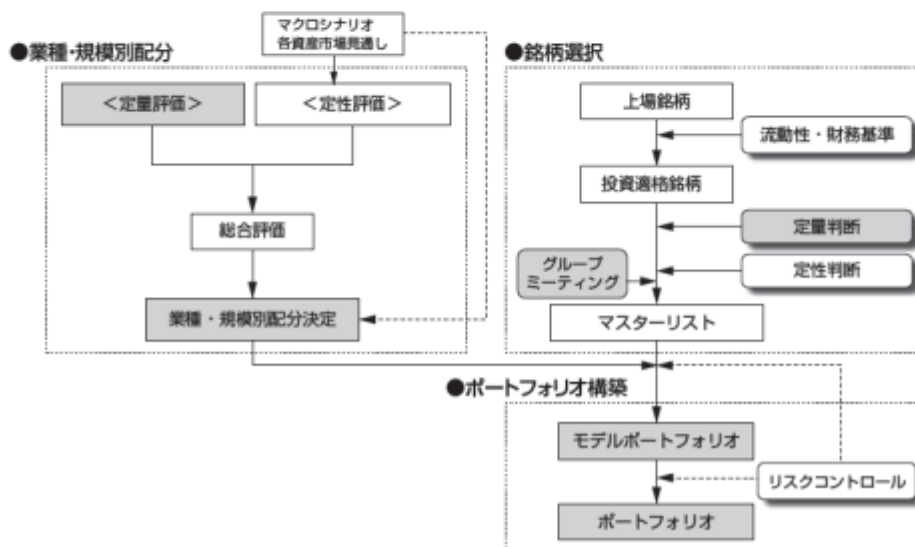 マクロシナリオ
各資産市場見通し
●業種・規模別配分
＜定量評価＞
＜定性評価＞
総合評価
業種・規模別配分決定
●銘柄選択
上場銘柄
流動性・財務基準
投資適格銘柄
定量判断
グループ
ミーティング
定性判断
マスターリスト
●ポートフォリオ構築
モデルポートフォリオ
リスクコントロール
ポートフォリオ